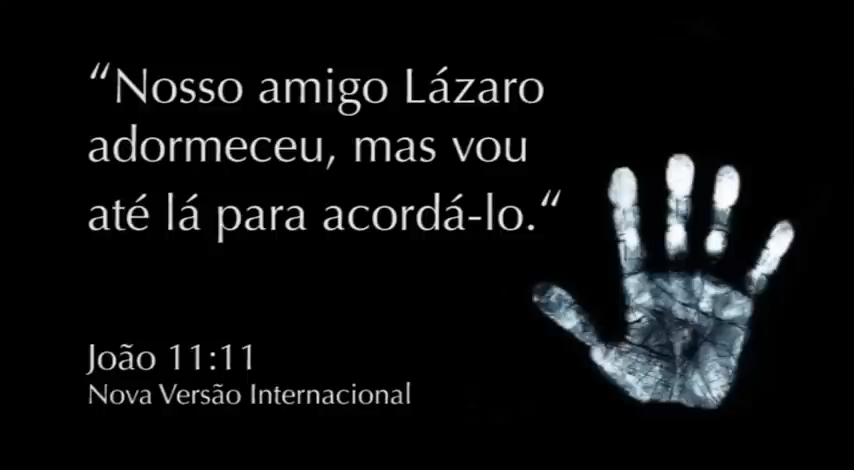 “Nosso amigo Lázaro
adormeceu, mas vou
até lá para acordá-lo.“
João 11:11
Nova Versão Internacional